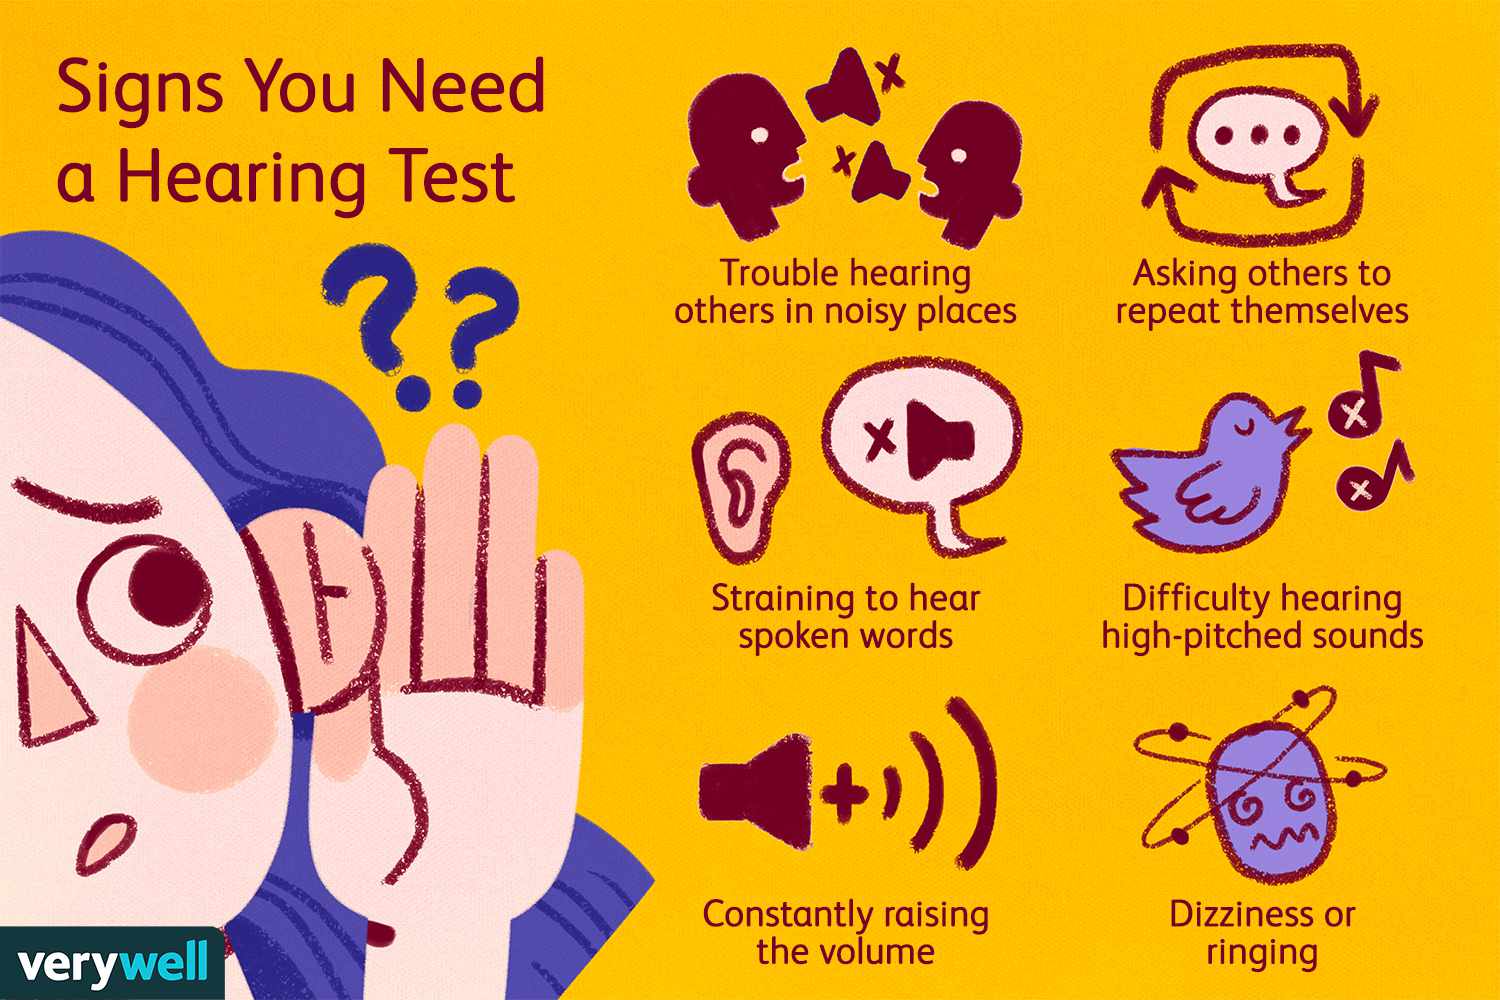 Signs You Need
a Hearing Test
Trouble hearing
others in noisy places
Asking others to
repeat themselves
Straining to hear
spoken words
Difficulty hearing
high-pitched sounds
Constantly raising
the volume
Dizziness or
ringing
verywell